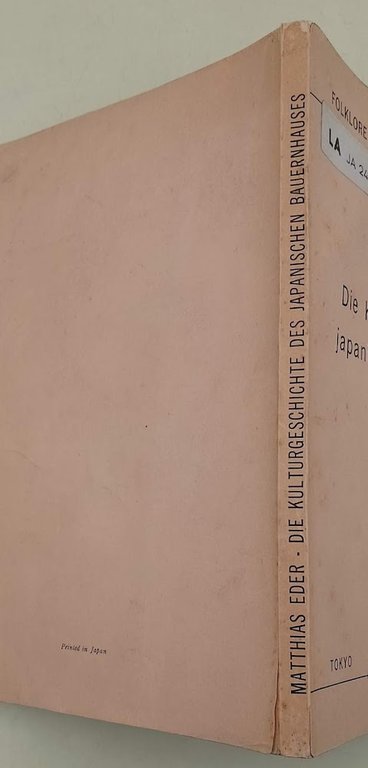 Printed in Japan
MATTHIAS EDER · DIE KULTURGESCHICHTE DES JAPANISCHEN BAUERNHAUSES
FOLKLORE
LA JA 24
Die K
japan
TOKYO